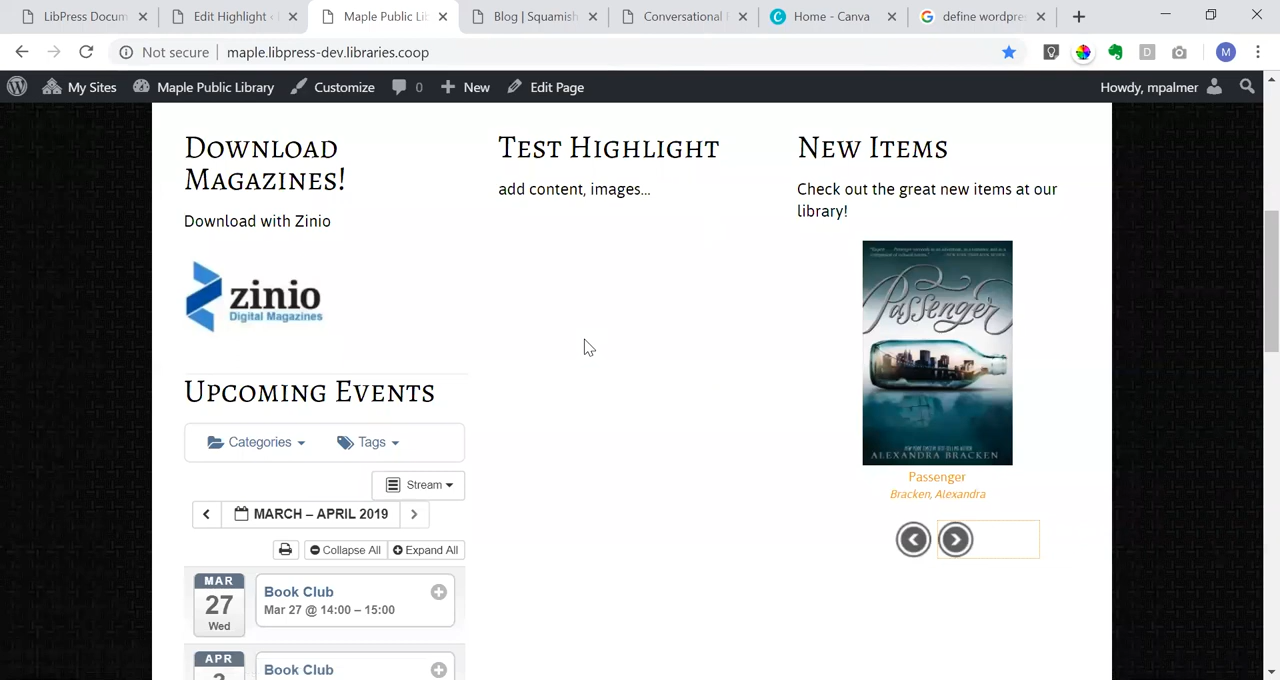 LibPress Docum
Edit Highlight ‹
Maple Public Lib
Blog | Squamish
Conversational
Home - Canva
define wordpres
Not secure
maple.libpress-dev.libraries.coop
M
My Sites
Maple Public Library
Customize
0
New
Edit Page
Howdy, mpalmer
Download
Magazines!
Download with Zinio
zinio
Digital Magazines
Upcoming Events
Categories
Tags
Stream
MARCH – APRIL 2019
Collapse All
Expand All
MAR
27
Wed
Book Club
Mar 27 @ 14:00 – 15:00
APR
Book Club
Test Highlight
add content, images...
New Items
Check out the great new items at our
library!
Passenger
ALEXANDRA BRACKEN
Passenger
Bracken, Alexandra